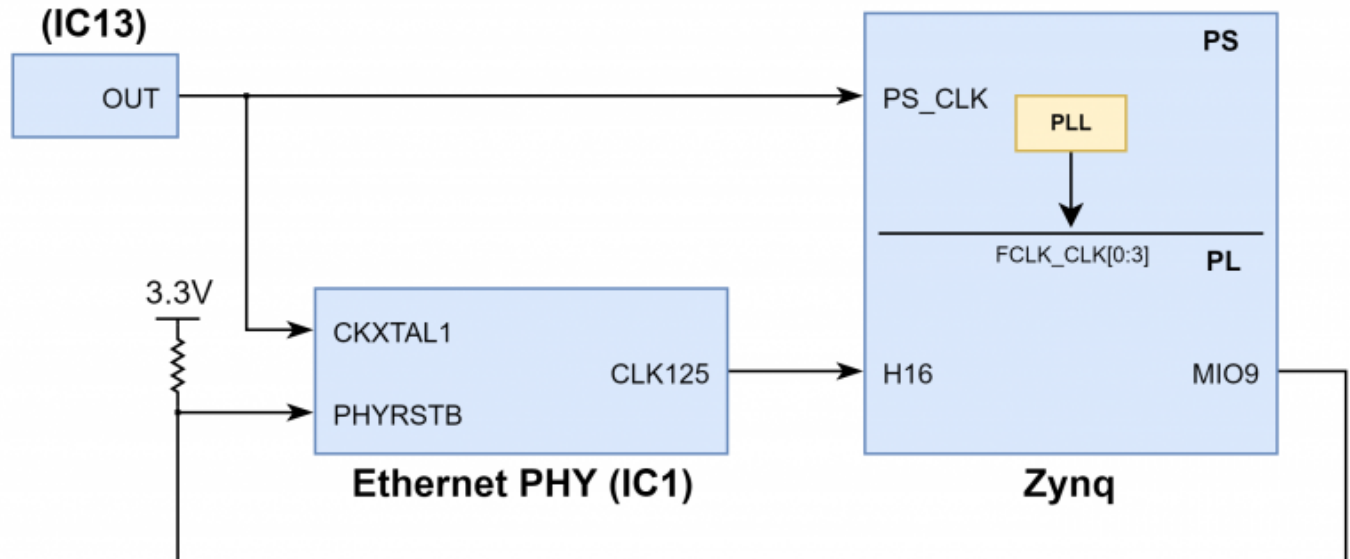 (IC13)
OUT
PS
PS_CLK
PLL
FCLK_CLK[0:3]
PL
3.3V
CKXTAL1
CLK125
PHYRSTB
H16
MIO9
Ethernet PHY (IC1)
Zynq